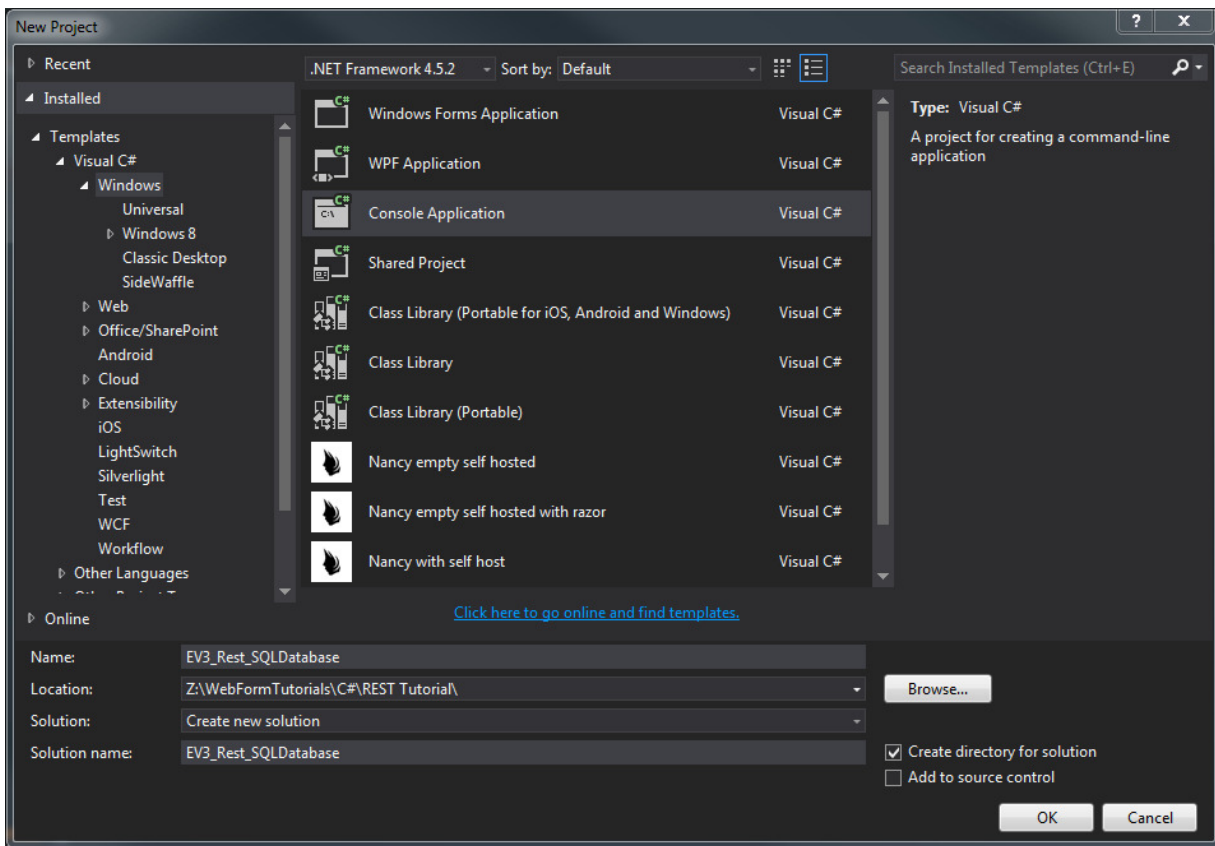 New Project
? X
Recent
.NET Framework 4.5.2 Sort by: Default
Search Installed Templates (Ctrl+E)
Installed
Templates
Visual C#
Windows
Universal
Windows 8
Classic Desktop
SideWaffle
Web
Office/SharePoint
Android
Cloud
Extensibility
iOS
LightSwitch
Silverlight
Test
WCF
Workflow
Other Languages
Online
C# Windows Forms Application Visual C#
C# WPF Application Visual C#
C# C:\ Console Application Visual C#
C# Shared Project Visual C#
C# Class Library (Portable for iOS, Android and Windows) Visual C#
C# Class Library Visual C#
C# Class Library (Portable) Visual C#
Nancy empty self hosted Visual C#
Nancy empty self hosted with razor Visual C#
Nancy with self host Visual C#
Click here to go online and find templates.
Type: Visual C#
A project for creating a command-line
application
Name: EV3_Rest_SQLDatabase
Location: Z:\WebFormTutorials\C#\REST Tutorial\ Browse...
Solution: Create new solution
Solution name: EV3_Rest_SQLDatabase
Create directory for solution
Add to source control
OK Cancel